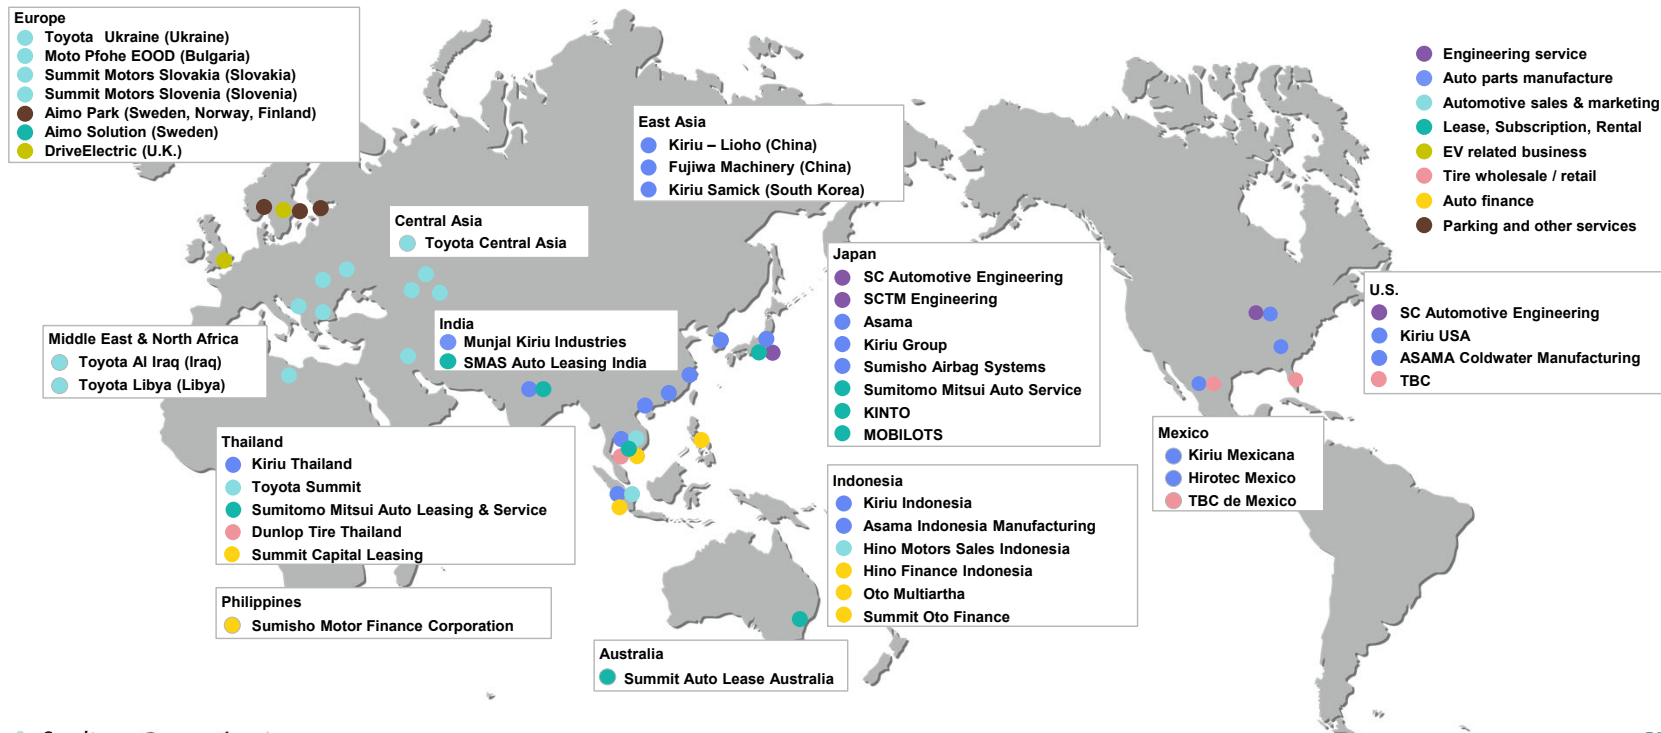 Europe
Toyota Ukraine (Ukraine)
Moto Pfohe EOOD (Bulgaria)
Summit Motors Slovakia (Slovakia)
Summit Motors Slovenia (Slovenia)
Aimo Park (Sweden, Norway, Finland)
Aimo Solution (Sweden)
DriveElectric (U.K.)
East Asia
Kiriu – Lioho (China)
Fujiwa Machinery (China)
Kiriu Samick (South Korea)
Engineering service
Auto parts manufacture
Automotive sales & marketing
Lease, Subscription, Rental
EV related business
Tire wholesale / retail
Auto finance
Parking and other services
Central Asia
Toyota Central Asia
Japan
SC Automotive Engineering
SCTM Engineering
Asama
Kiriu Group
Sumisho Airbag Systems
Sumitomo Mitsui Auto Service
KINTO
MOBILOTS
U.S.
SC Automotive Engineering
Kiriu USA
ASAMA Coldwater Manufacturing
TBC
Middle East & North Africa
Toyota Al Iraq (Iraq)
Toyota Libya (Libya)
India
Munjal Kiriu Industries
SMAS Auto Leasing India
Thailand
Kiriu Thailand
Toyota Summit
Sumitomo Mitsui Auto Leasing & Service
Dunlop Tire Thailand
Summit Capital Leasing
Mexico
Kiriu Mexicana
Hirotec Mexico
TBC de Mexico
Indonesia
Kiriu Indonesia
Asama Indonesia Manufacturing
Hino Motors Sales Indonesia
Hino Finance Indonesia
Oto Multiartha
Summit Oto Finance
Philippines
Sumisho Motor Finance Corporation
Australia
Summit Auto Lease Australia